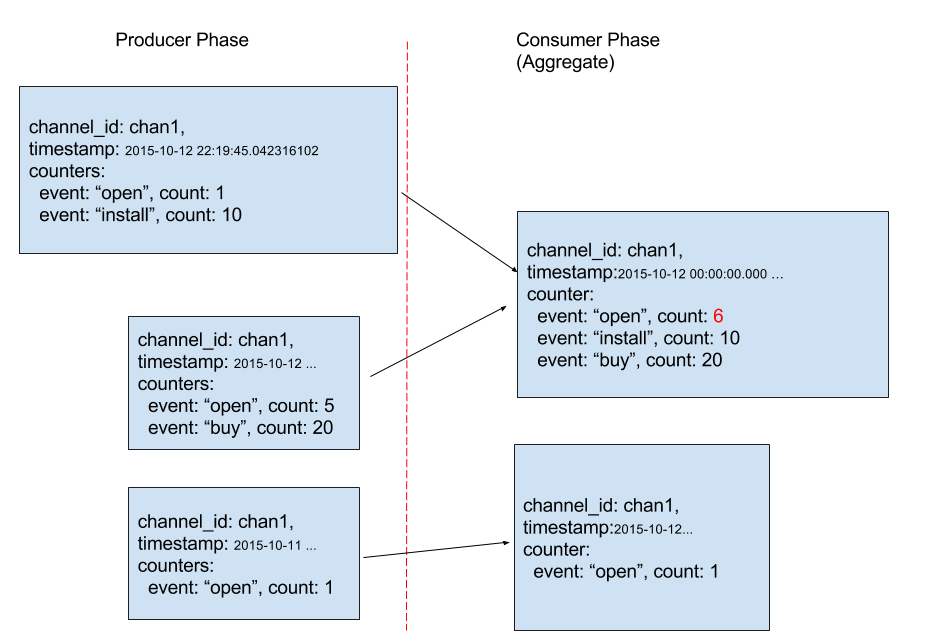 Producer Phase
Consumer Phase
(Aggregate)
channel_id: chan1,
timestamp: 2015-10-12 22:19:45.042316102
counters:
event: “open”, count: 1
event: “install”, count: 10
channel_id: chan1,
timestamp: 2015-10-12 ...
counters:
event: “open”, count: 5
event: “buy”, count: 20
channel_id: chan1,
timestamp: 2015-10-11 ...
counters:
event: “open”, count: 1
channel_id: chan1,
timestamp:2015-10-12 00:00:00.000 ...
counter:
event: “open”, count: 6
event: “install”, count: 10
event: “buy”, count: 20
channel_id: chan1,
timestamp:2015-10-12...
counter:
event: “open”, count: 1